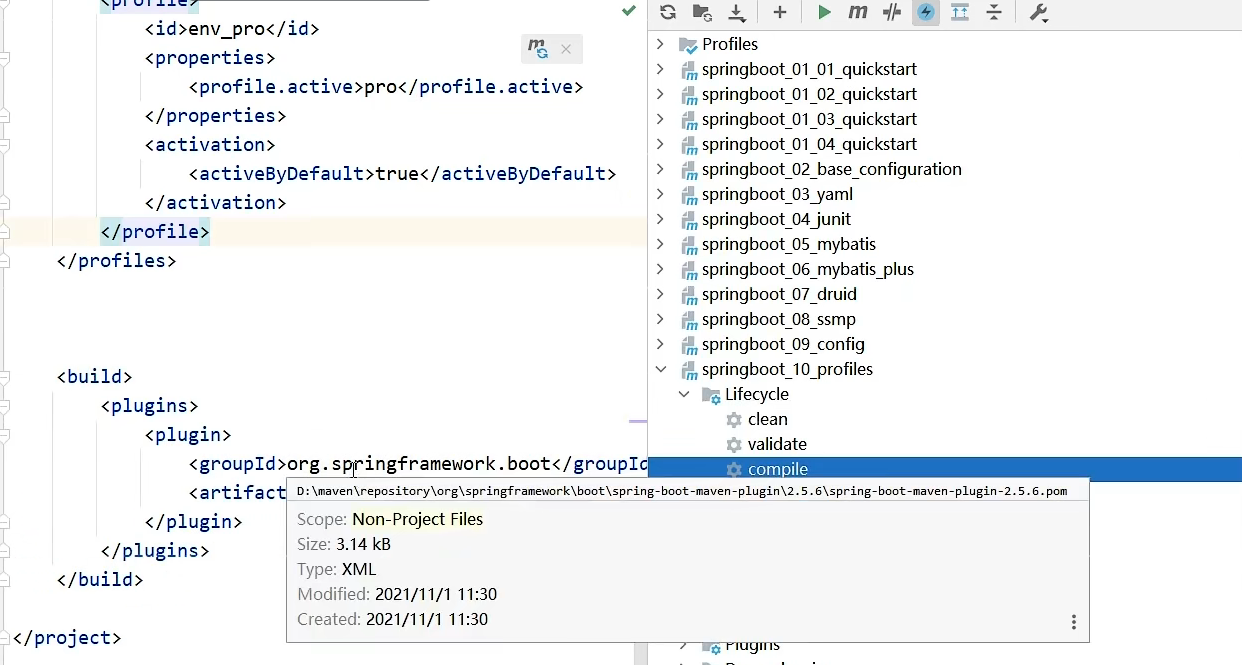 <profile>
<id>env_pro</id>
<properties>
<profile.active>pro</profile.active>
</properties>
<activation>
<activeByDefault>true</activeByDefault>
</activation>
</profile>
</profiles>
<build>
<plugins>
<plugin>
<groupId>org.springframework.boot</groupId
<artifact
</plugin>
</plugins>
</build>
</project>
Profiles
springboot_01_01_quickstart
springboot_01_02_quickstart
springboot_01_03_quickstart
springboot_01_04_quickstart
springboot_02_base_configuration
springboot_03_yaml
springboot_04_junit
springboot_05_mybatis
springboot_06_mybatis_plus
springboot_07_druid
springboot_08_ssmp
springboot_09_config
springboot_10_profiles
Lifecycle
clean
validate
compile
D:\maven\repository\org\springframework\boot\spring-boot-maven-plugin\2.5.6\spring-boot-maven-plugin-2.5.6.pom
Scope: Non-Project Files
Size: 3.14 kB
Type: XML
Modified: 2021/11/1 11:30
Created: 2021/11/1 11:30
Plugins